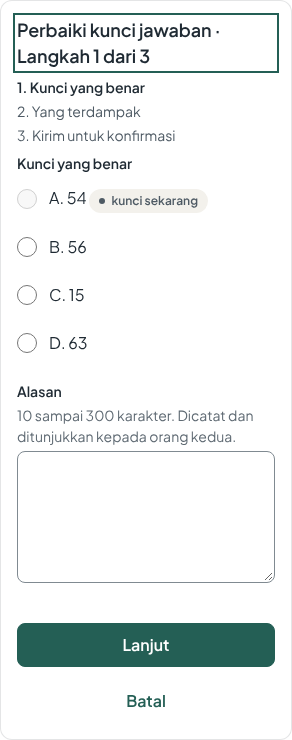 Perbaiki kunci jawaban ·
Langkah 1 dari 3
1. Kunci yang benar
2. Yang terdampak
3. Kirim untuk konfirmasi
Kunci yang benar
A. 54 • kunci sekarang
B. 56
C. 15
D. 63
Alasan
10 sampai 300 karakter. Dicatat dan
ditunjukkan kepada orang kedua.
Lanjut
Batal